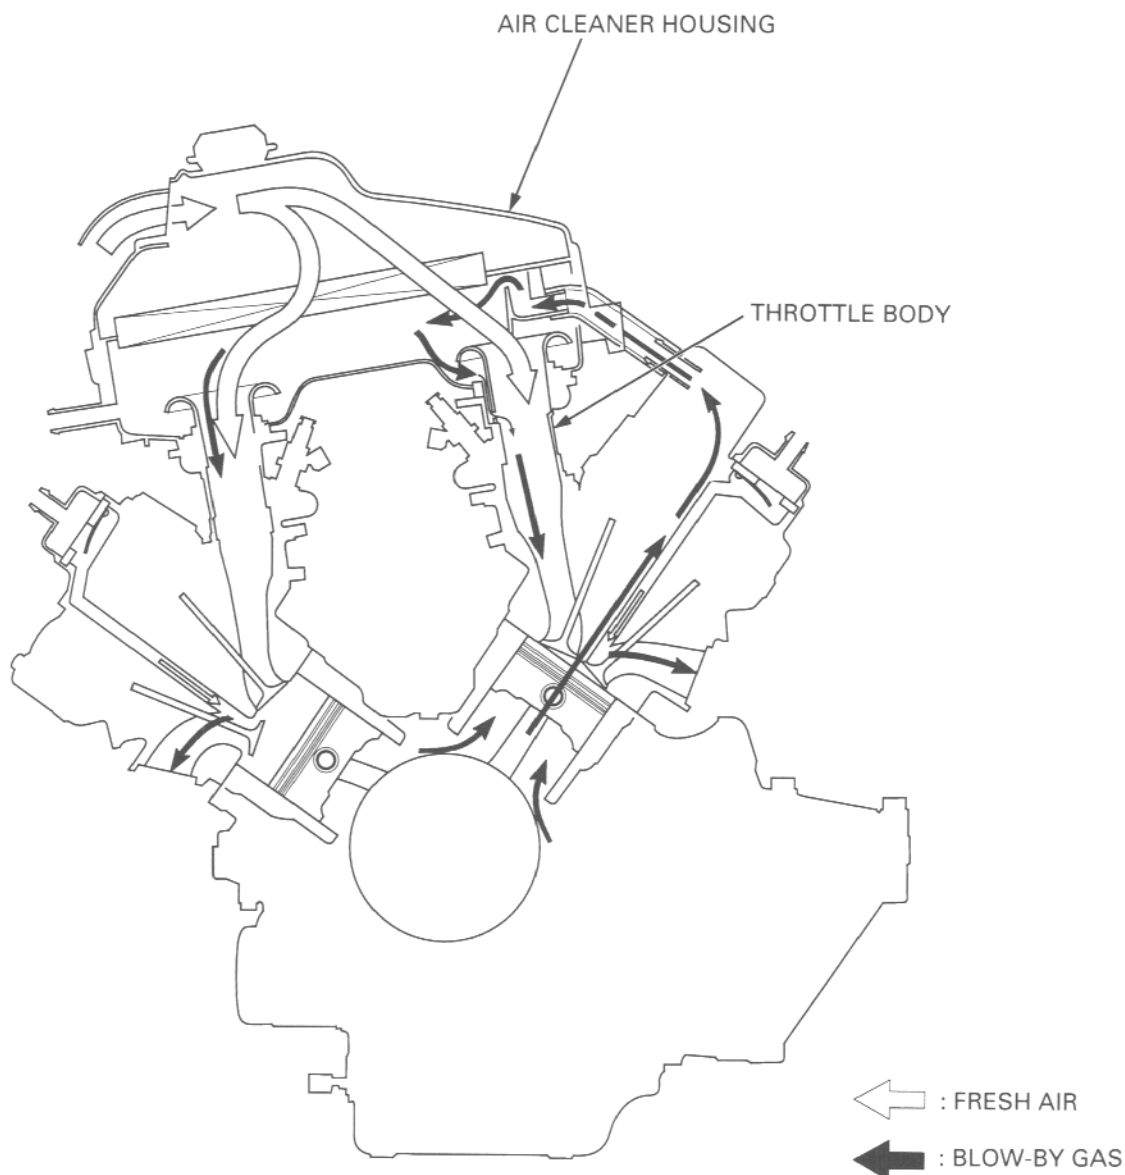 AIR CLEANER HOUSING
THROTTLE BODY
: FRESH AIR
: BLOW-BY GAS